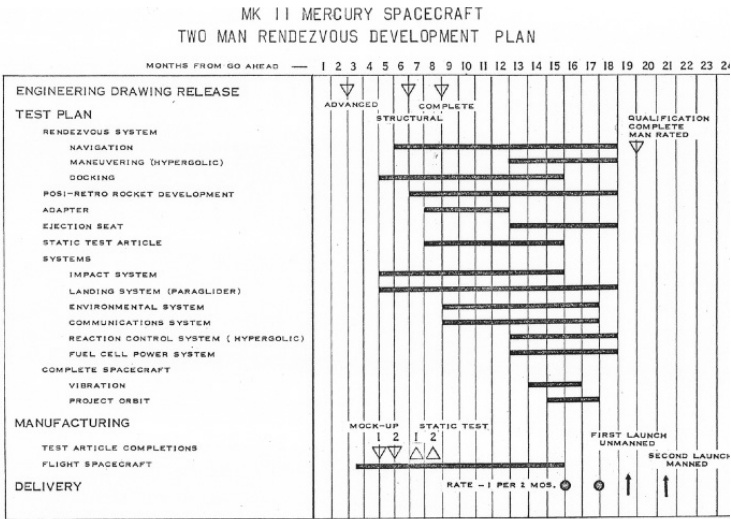 MK II MERCURY SPACECRAFT
TWO MAN RENDEZVOUS DEVELOPMENT PLAN
MONTHS FROM GO AHEAD — 1 2 3 4 5 6 7 8 9 10 11 12 13 14 15 16 17 18 19 20 21 22 23 24
ENGINEERING DRAWING RELEASE
ADVANCED
STRUCTURAL
COMPLETE
QUALIFICATION
COMPLETE
MAN RATED
TEST PLAN
RENDEZVOUS SYSTEM
NAVIGATION
MANEUVERING (HYPERGOLIC)
DOCKING
POSI-RETRO ROCKET DEVELOPMENT
ADAPTER
EJECTION SEAT
STATIC TEST ARTICLE
SYSTEMS
IMPACT SYSTEM
LANDING SYSTEM (PARAGLIDER)
ENVIRONMENTAL SYSTEM
COMMUNICATIONS SYSTEM
REACTION CONTROL SYSTEM (HYPERGOLIC)
FUEL CELL POWER SYSTEM
COMPLETE SPACECRAFT
VIBRATION
PROJECT ORBIT
MANUFACTURING
MOCK-UP STATIC TEST
1 2 1 2
TEST ARTICLE COMPLETIONS
FLIGHT SPACECRAFT
FIRST LAUNCH
UNMANNED
SECOND LAUNCH
MANNED
DELIVERY
RATE - 1 PER 2 MOS.